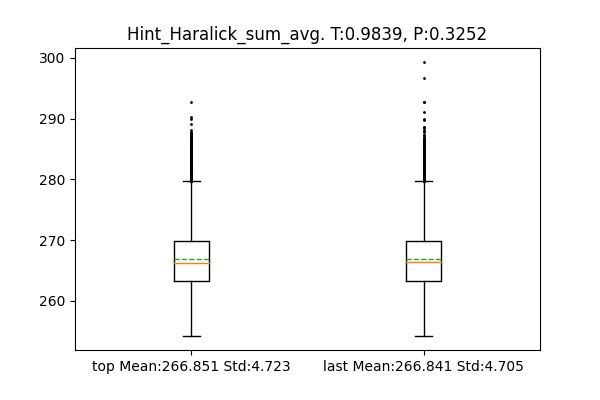 Hint_Haralick_sum_avg. T:0.9839, P:0.3252
300
290
280
270
260
top Mean:266.851 Std:4.723
last Mean:266.841 Std:4.705